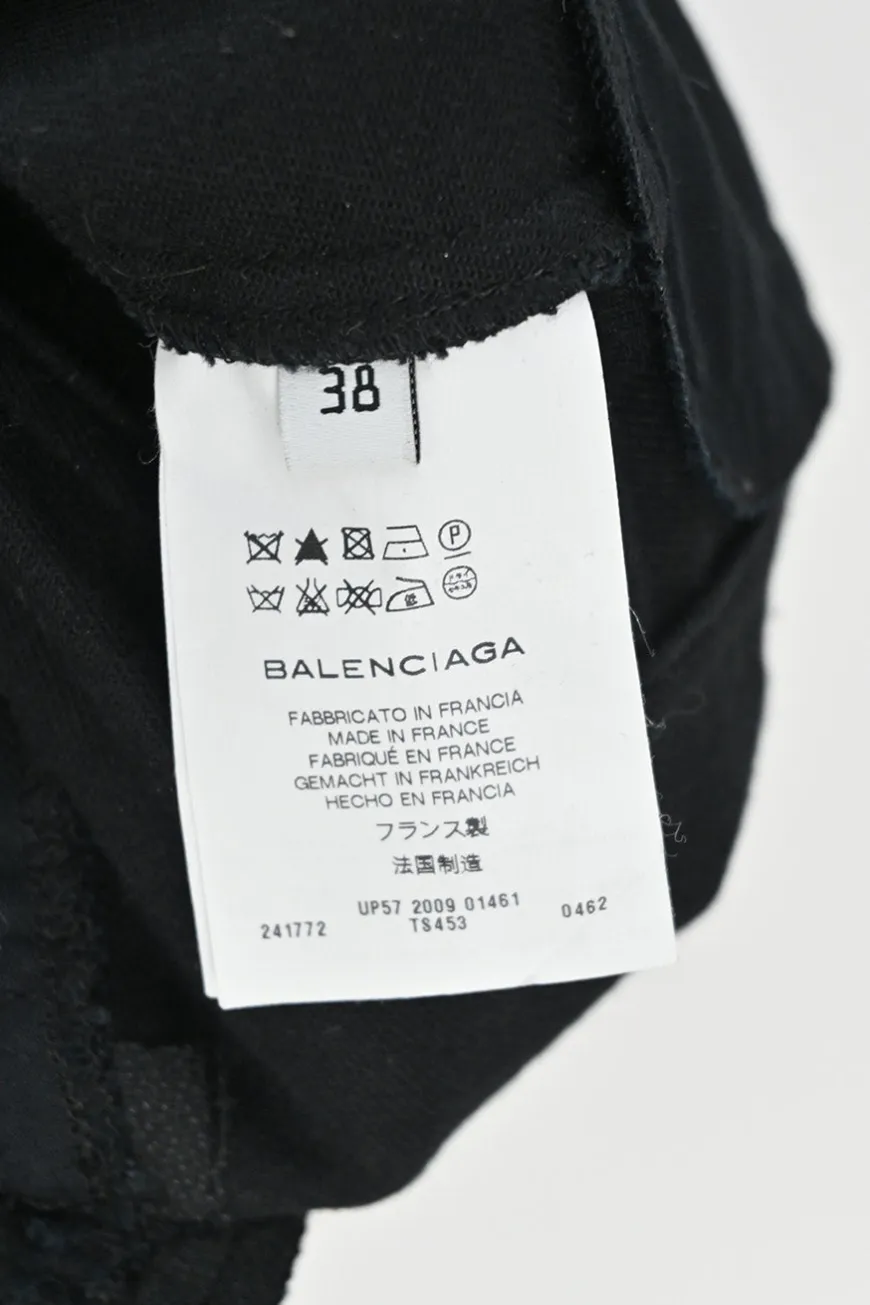 38
P
BALENCIAGA
FABBRICATO IN FRANCIA
MADE IN FRANCE
FABRIQUÉ EN FRANCE
GEMACHT IN FRANKREICH
HECHO EN FRANCIA
フランス製
法国制造
UP57 2009 01461
241772 TS453 0462